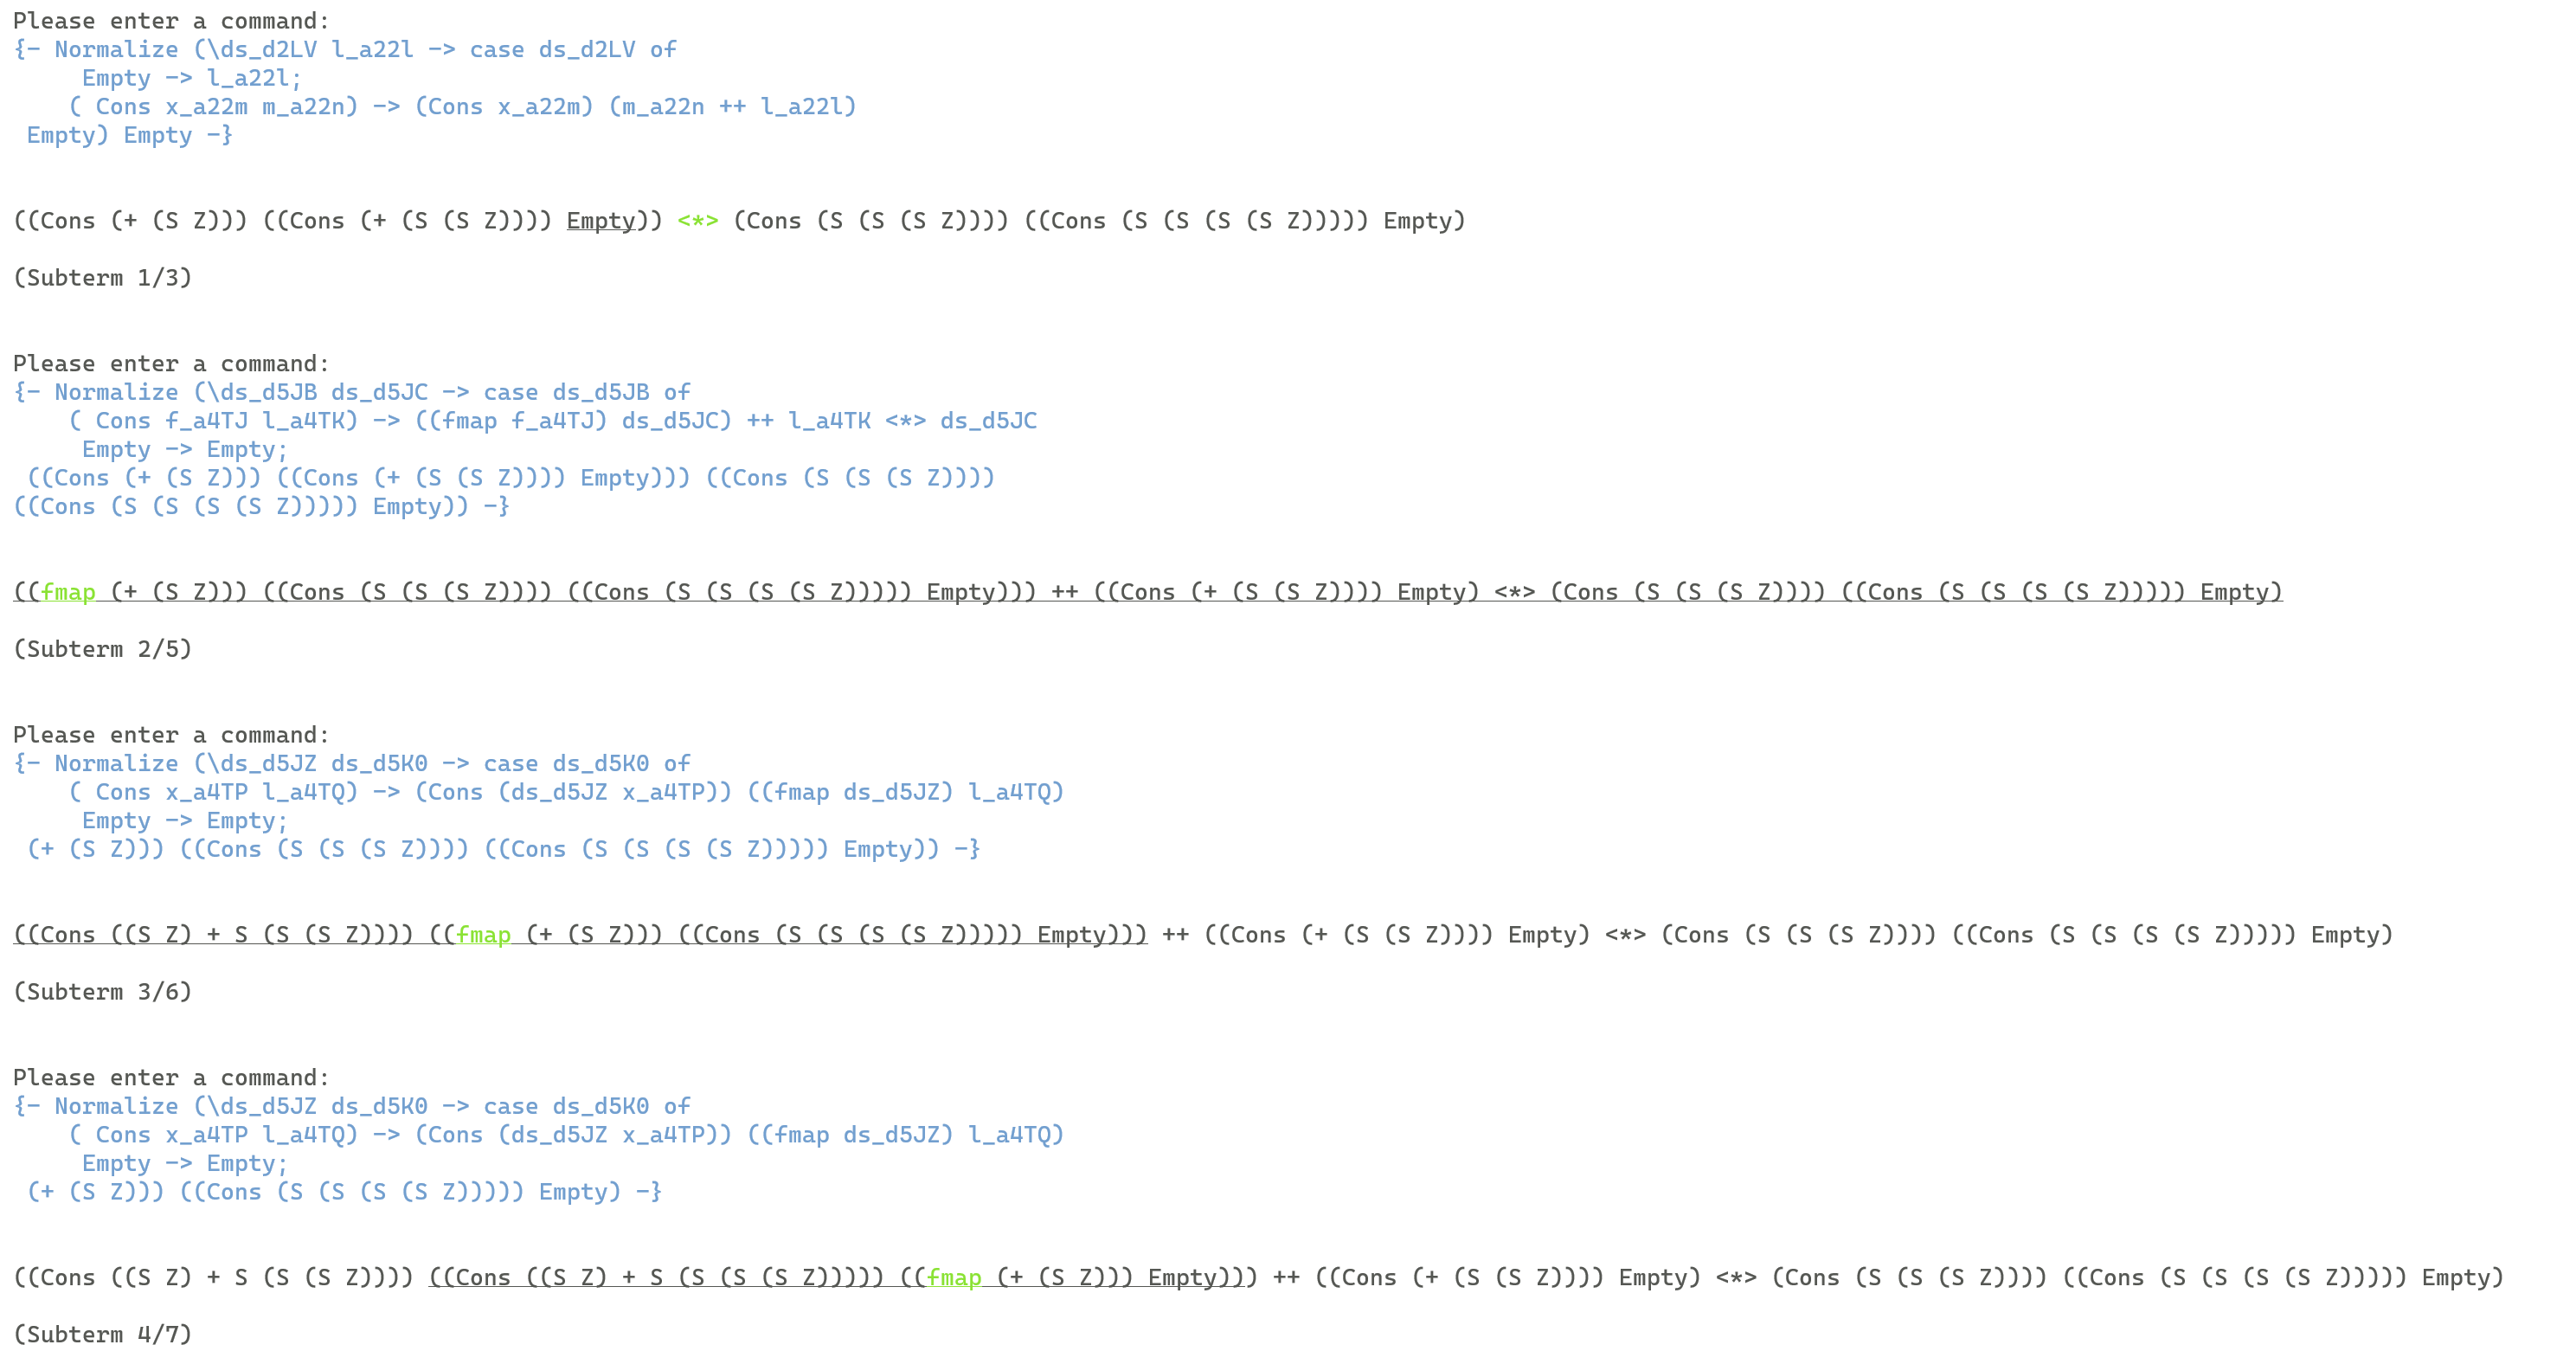 Please enter a command:
{- Normalize (\ds_d2LV l_a22l -> case ds_d2LV of
     Empty -> l_a22l;
    ( Cons x_a22m m_a22n) -> (Cons x_a22m) (m_a22n ++ l_a22l)
 Empty) Empty -}
((Cons (+ (S Z))) ((Cons (+ (S (S Z)))) Empty)) <*> (Cons (S (S (S Z)))) ((Cons (S (S (S (S Z))))) Empty)
(Subterm 1/3)
Please enter a command:
{- Normalize (\ds_d5JB ds_d5JC -> case ds_d5JB of
    ( Cons f_a4TJ l_a4TK) -> ((fmap f_a4TJ) ds_d5JC) ++ l_a4TK <*> ds_d5JC
     Empty -> Empty;
 ((Cons (+ (S Z))) ((Cons (+ (S (S Z)))) Empty))) ((Cons (S (S (S Z))))
((Cons (S (S (S (S Z))))) Empty)) -}
((fmap (+ (S Z))) ((Cons (S (S (S Z)))) ((Cons (S (S (S (S Z))))) Empty))) ++ ((Cons (+ (S (S Z)))) Empty) <*> (Cons (S (S (S Z)))) ((Cons (S (S (S (S Z))))) Empty)
(Subterm 2/5)
Please enter a command:
{- Normalize (\ds_d5JZ ds_d5K0 -> case ds_d5K0 of
    ( Cons x_a4TP l_a4TQ) -> (Cons (ds_d5JZ x_a4TP)) ((fmap ds_d5JZ) l_a4TQ)
     Empty -> Empty;
 (+ (S Z))) ((Cons (S (S (S Z)))) ((Cons (S (S (S (S Z))))) Empty)) -}
((Cons ((S Z) + S (S (S Z)))) ((fmap (+ (S Z))) ((Cons (S (S (S (S Z))))) Empty))) ++ ((Cons (+ (S (S Z)))) Empty) <*> (Cons (S (S (S Z)))) ((Cons (S (S (S (S Z))))) Empty)
(Subterm 3/6)
Please enter a command:
{- Normalize (\ds_d5JZ ds_d5K0 -> case ds_d5K0 of
    ( Cons x_a4TP l_a4TQ) -> (Cons (ds_d5JZ x_a4TP)) ((fmap ds_d5JZ) l_a4TQ)
     Empty -> Empty;
 (+ (S Z))) ((Cons (S (S (S (S Z))))) Empty) -}
((Cons ((S Z) + S (S (S Z)))) ((Cons ((S Z) + S (S (S (S Z))))) ((fmap (+ (S Z))) Empty))) ++ ((Cons (+ (S (S Z)))) Empty) <*> (Cons (S (S (S Z)))) ((Cons (S (S (S (S Z))))) Empty)
(Subterm 4/7)